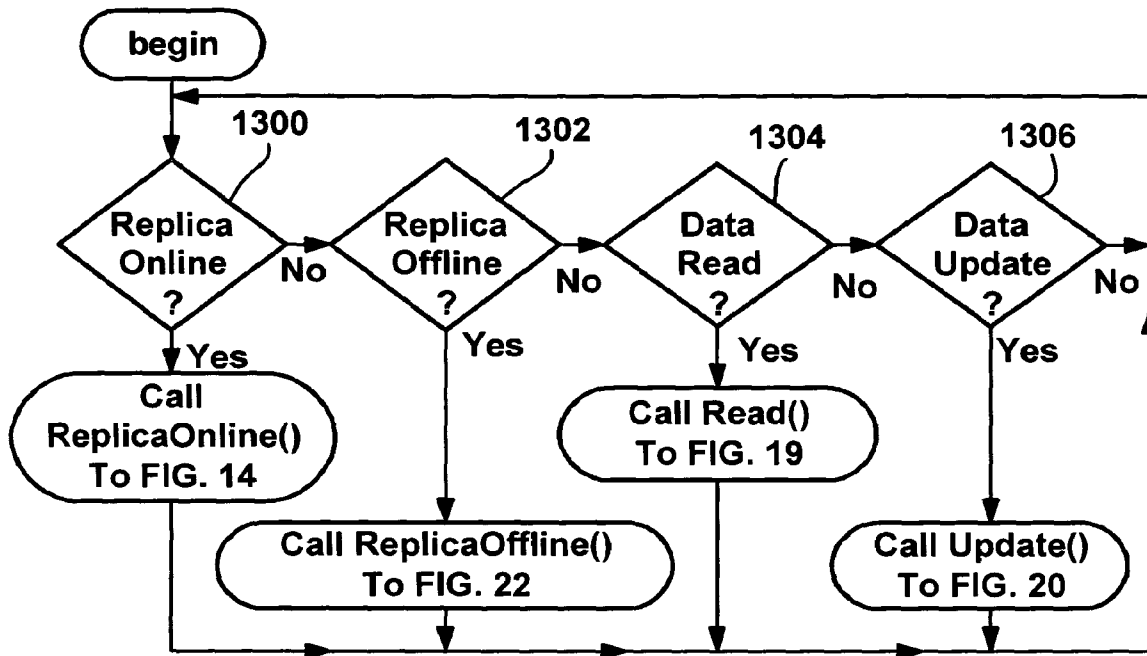 begin
1300
1302
1304
1306
Replica
Online
?
No
Replica
Offline
?
No
Data
Read
?
No
Data
Update
?
No
Yes
Yes
Yes
Yes
Call
ReplicaOnline()
To FIG. 14
Call Read()
To FIG. 19
Call ReplicaOffline()
To FIG. 22
Call Update()
To FIG. 20